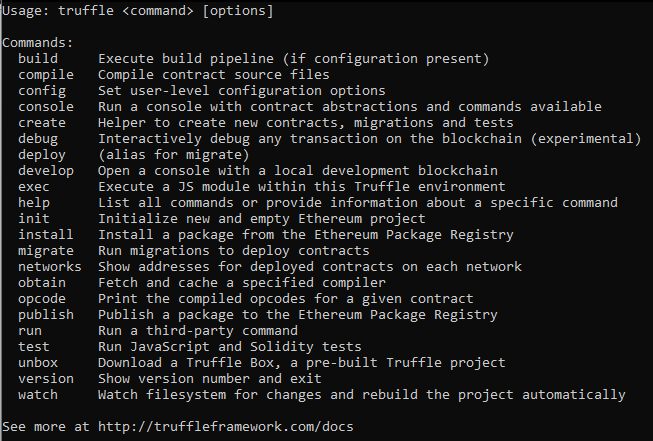 Usage: truffle <command> [options]

Commands:
  build     Execute build pipeline (if configuration present)
  compile   Compile contract source files
  config    Set user-level configuration options
  console   Run a console with contract abstractions and commands available
  create    Helper to create new contracts, migrations and tests
  debug     Interactively debug any transaction on the blockchain (experimental)
  deploy    (alias for migrate)
  develop   Open a console with a local development blockchain
  exec      Execute a JS module within this Truffle environment
  help      List all commands or provide information about a specific command
  init      Initialize new and empty Ethereum project
  install   Install a package from the Ethereum Package Registry
  migrate   Run migrations to deploy contracts
  networks  Show addresses for deployed contracts on each network
  obtain    Fetch and cache a specified compiler
  opcode    Print the compiled opcodes for a given contract
  publish   Publish a package to the Ethereum Package Registry
  run       Run a third-party command
  test      Run JavaScript and Solidity tests
  unbox     Download a Truffle Box, a pre-built Truffle project
  version   Show version number and exit
  watch     Watch filesystem for changes and rebuild the project automatically

See more at http://truffleframework.com/docs